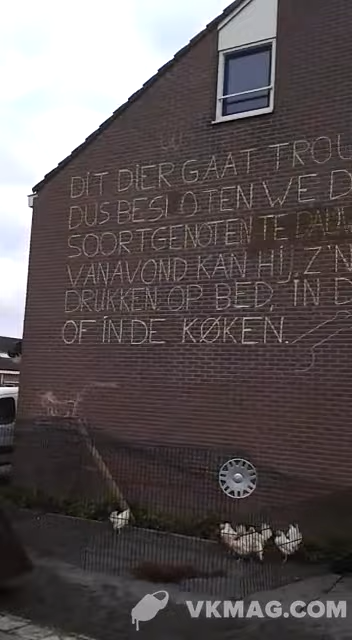 DIT DIER GAAT TROU
DUS BESLOTEN WE D
SOORTGENOTEN TE
VANAVOND KAN HIJ, Z'N
DRUKKEN OP BED, IN D
OF IN DE KØKEN.
VKMAG.COM